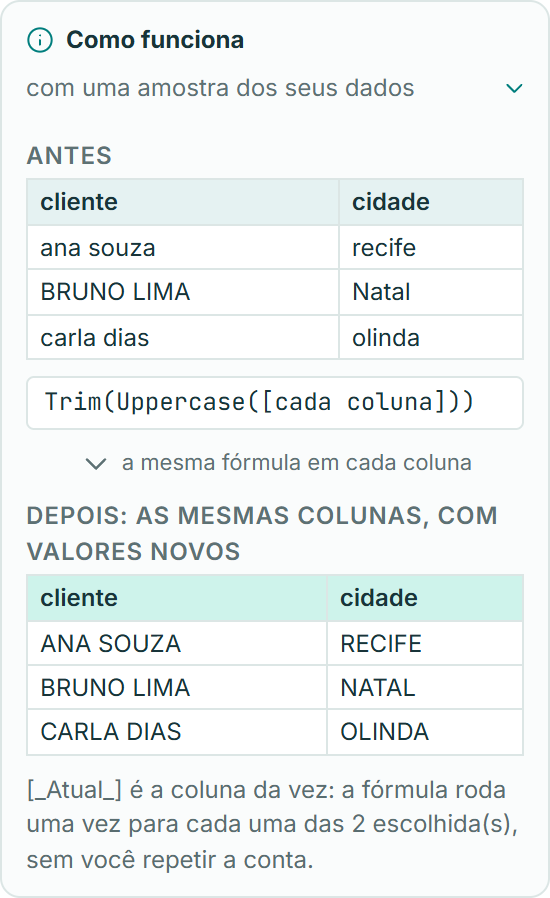 Como funciona
com uma amostra dos seus dados
ANTES
cliente cidade
ana souza recife
BRUNO LIMA Natal
carla dias olinda
Trim(Uppercase([cada coluna]))
a mesma fórmula em cada coluna
DEPOIS: AS MESMAS COLUNAS, COM
VALORES NOVOS
cliente cidade
ANA SOUZA RECIFE
BRUNO LIMA NATAL
CARLA DIAS OLINDA
[_Atual_] é a coluna da vez: a fórmula roda
uma vez para cada uma das 2 escolhida(s),
sem você repetir a conta.